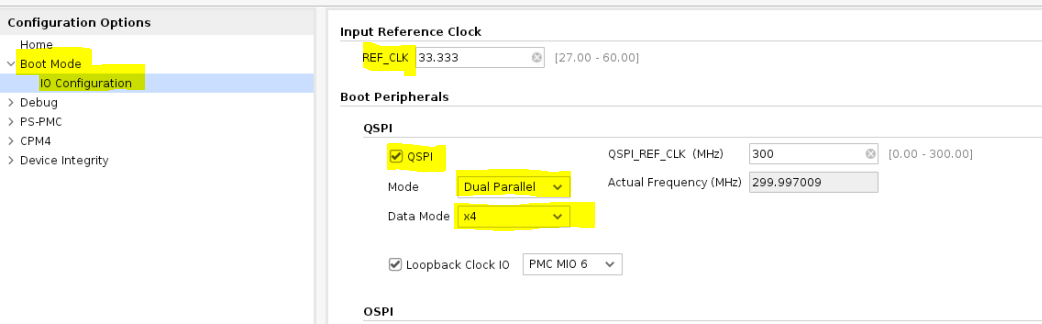 Configuration Options
Home
Boot Mode
IO Configuration
Debug
PS-PMC
CPM4
Device Integrity
Input Reference Clock
REF_CLK 33.333 [27.00 - 60.00]
Boot Peripherals
QSPI
QSPI QSPI_REF_CLK (MHz) 300 [0.00 - 300.00]
Mode Dual Parallel Actual Frequency (MHz) 299.997009
Data Mode x4
Loopback Clock IO PMC MIO 6
OSPI